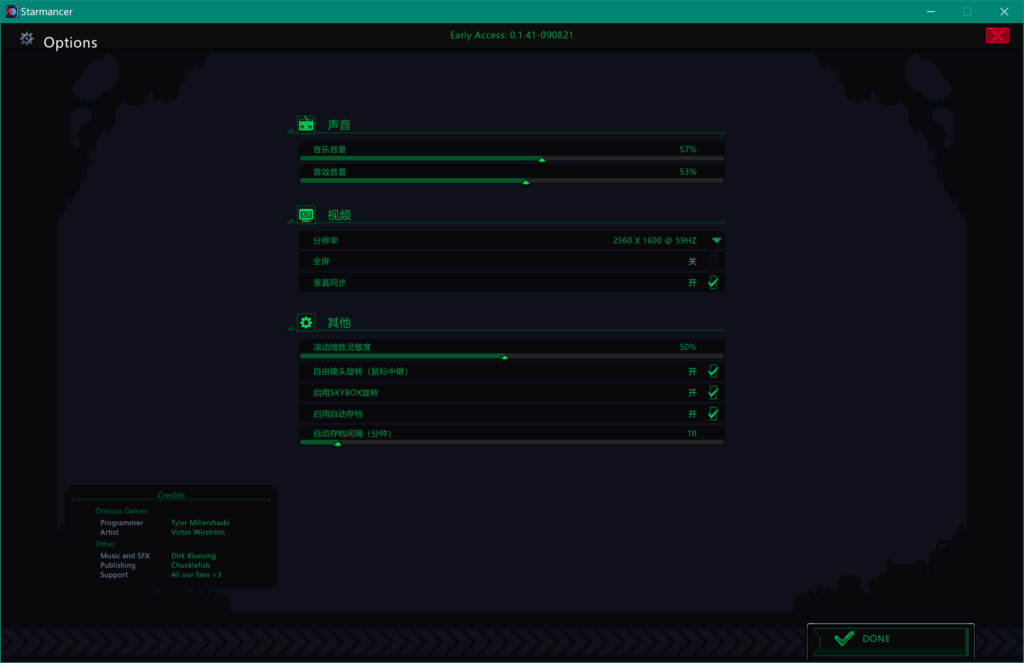 Starmancer
Options
Early Access: 0.1.41-090821
声音
音乐音量 57%
音效音量 53%
视频
分辨率 2560 X 1600 @ 59HZ
全屏 关
垂直同步 开
其他
滚动缩放灵敏度 50%
自由镜头旋转（鼠标中键） 开
启用SKYBOX旋转 开
启用自动存档 开
自动存档间隔（分钟） 10
Credits
Ominux Games
Programmer Tyler Millershaski
Artist Victor Wirström
Other
Music and SFX Dirk Kluesing
Publishing Chucklefish
Support All our fans <3
DONE